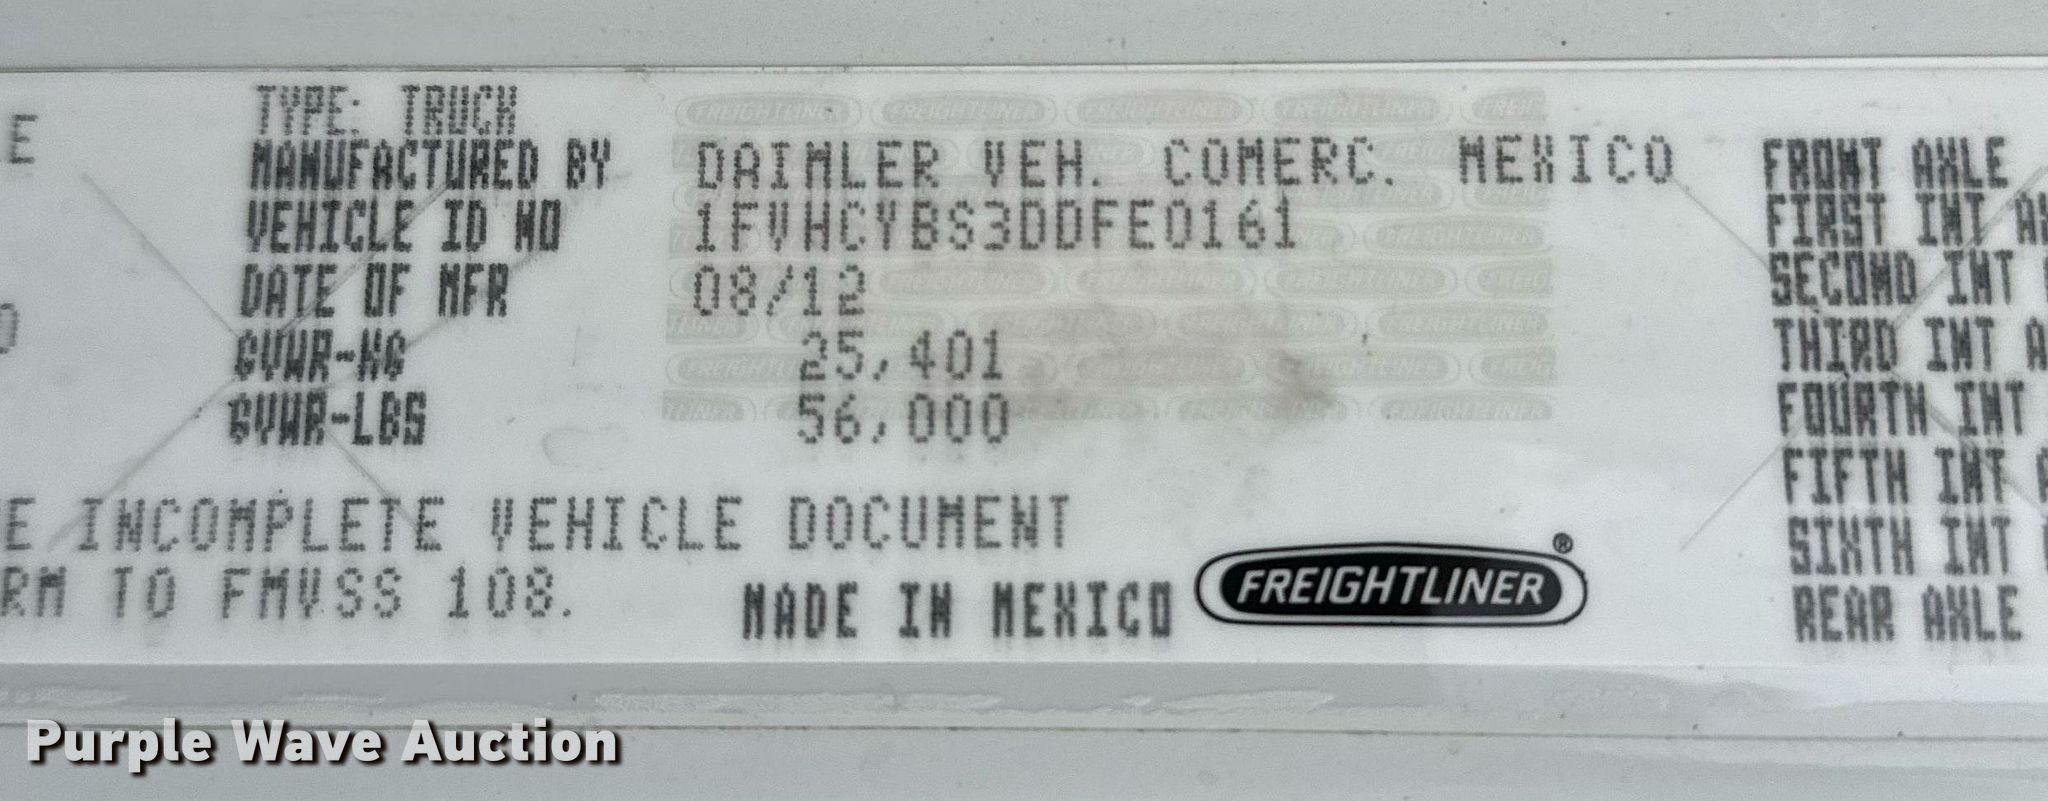 E
TYPE: TRUCK
MANUFACTURED BY DAIMLER VEH. COMERC. MEXICO
VEHICLE ID NO 1FVHCYBS3DDFE0161
DATE OF MFR 08/12
GVWR-KG 25,401
GVWR-LBS 56,000
E INCOMPLETE VEHICLE DOCUMENT
RM TO FMVSS 108.
MADE IN MEXICO
FREIGHTLINER®
FRONT AXLE
FIRST INT AX
SECOND INT
THIRD INT A
FOURTH INT
FIFTH INT A
SIXTH INT
REAR AXLE
Purple Wave Auction